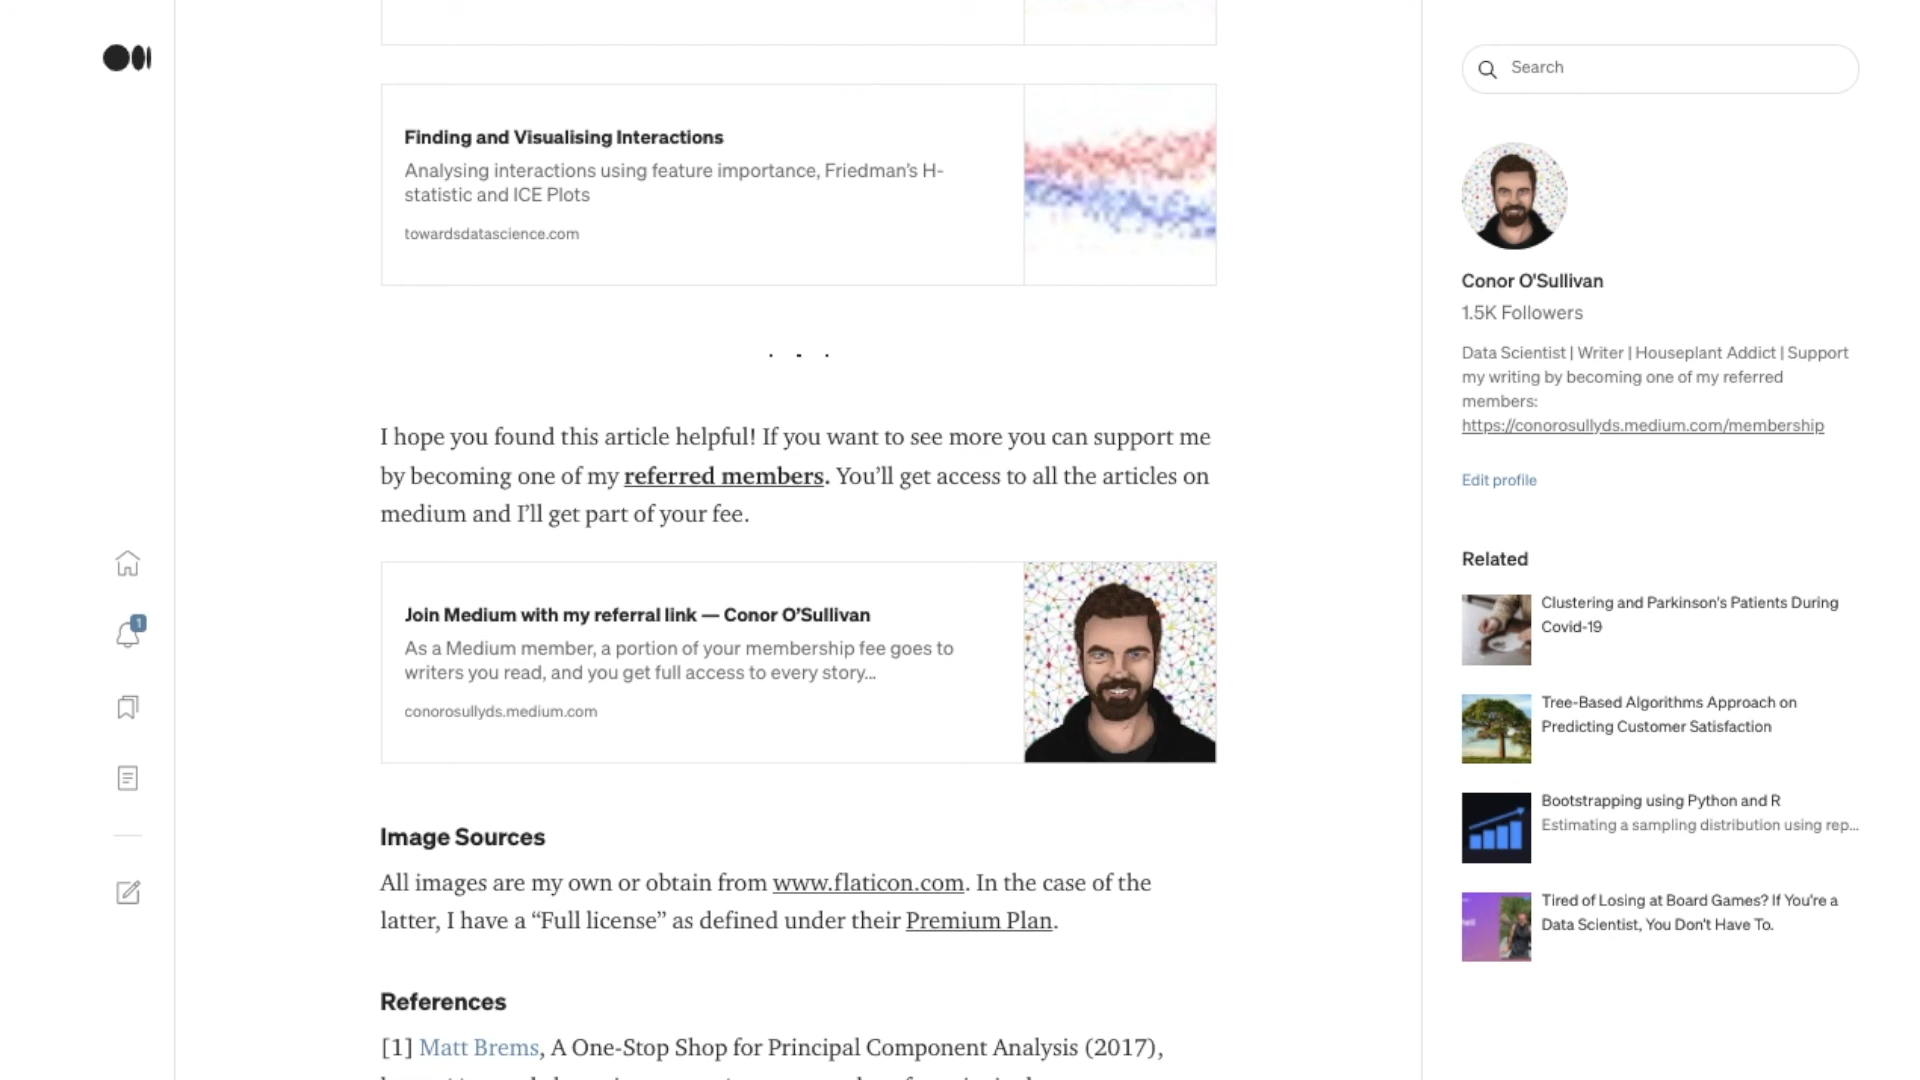 Search
Finding and Visualising Interactions
Analysing interactions using feature importance, Friedman's H-
statistic and ICE Plots
towardsdatascience.com
I hope you found this article helpful! If you want to see more you can support me
by becoming one of my referred members. You’ll get access to all the articles on
medium and I’ll get part of your fee.
Join Medium with my referral link — Conor O’Sullivan
As a Medium member, a portion of your membership fee goes to
writers you read, and you get full access to every story…
conorosullyds.medium.com
Image Sources
All images are my own or obtain from www.flaticon.com. In the case of the
latter, I have a “Full license” as defined under their Premium Plan.
References
[1] Matt Brems, A One-Stop Shop for Principal Component Analysis (2017),
1
Conor O'Sullivan
1.5K Followers
Data Scientist | Writer | Houseplant Addict | Support
my writing by becoming one of my referred
members:
https://conorosullyds.medium.com/membership
Edit profile
Related
Clustering and Parkinson's Patients During
Covid-19
Tree-Based Algorithms Approach on
Predicting Customer Satisfaction
Bootstrapping using Python and R
Estimating a sampling distribution using rep…
Tired of Losing at Board Games? If You're a
Data Scientist, You Don't Have To.